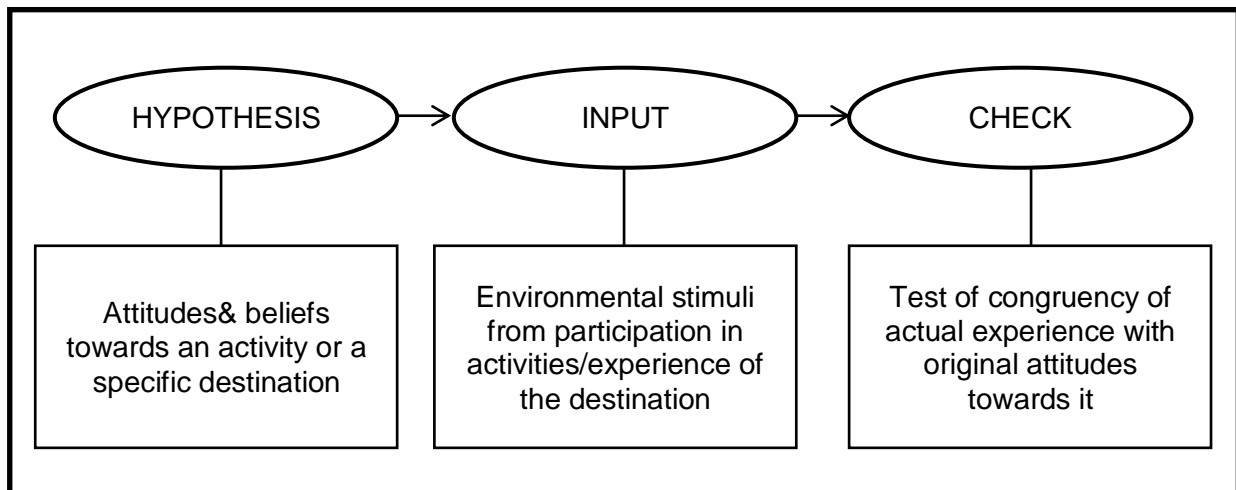 HYPOTHESIS
INPUT
CHECK
Attitudes& beliefs
towards an activity or a
specific destination
Environmental stimuli
from participation in
activities/experience of
the destination
Test of congruency of
actual experience with
original attitudes
towards it